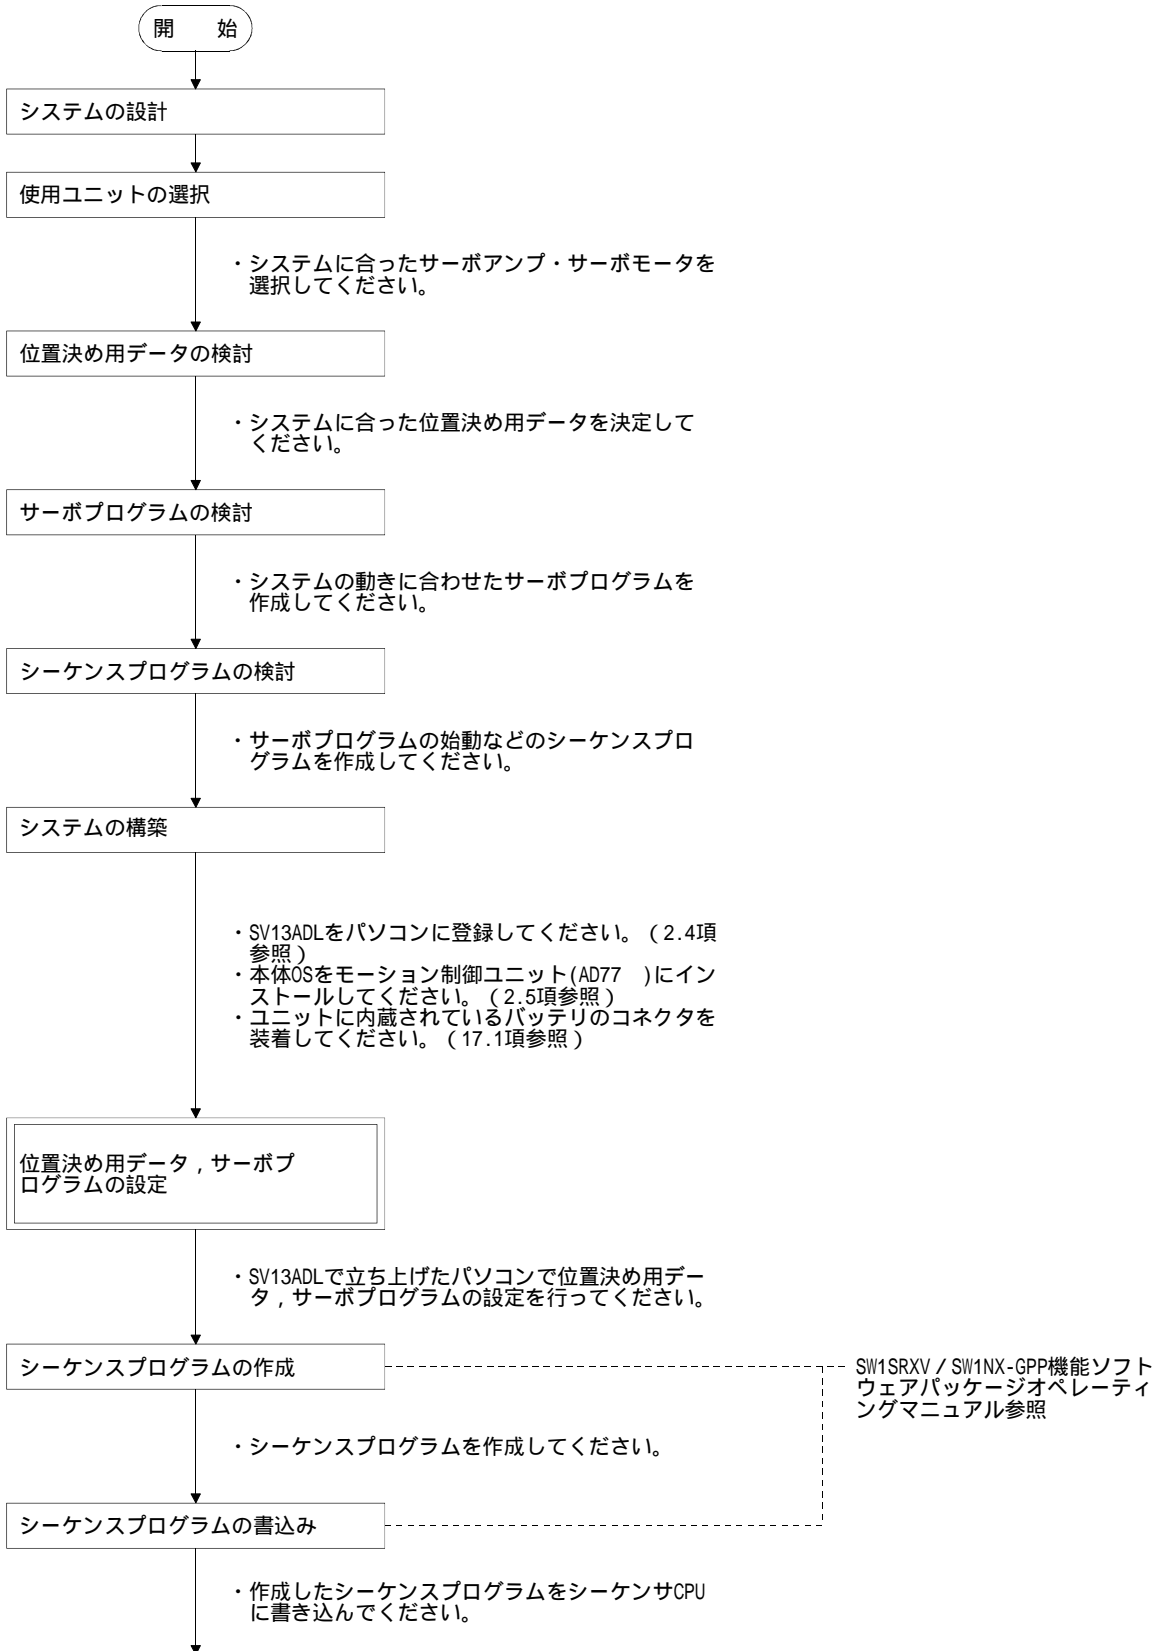 開　始
システムの設計
使用ユニットの選択
・システムに合ったサーボアンプ・サーボモータを
選択してください。
位置決め用データの検討
・システムに合った位置決め用データを決定して
ください。
サーボプログラムの検討
・システムの動きに合わせたサーボプログラムを
作成してください。
シーケンスプログラムの検討
・サーボプログラムの始動などのシーケンスプロ
グラムを作成してください。
システムの構築
・SV13ADLをパソコンに登録してください。（2.4項
参照）
・本体OSをモーション制御ユニット(AD77　)にイン
ストールしてください。（2.5項参照）
・ユニットに内蔵されているバッテリのコネクタを
装着してください。（17.1項参照）
位置決め用データ，サーボプ
ログラムの設定
・SV13ADLで立ち上げたパソコンで位置決め用デー
タ，サーボプログラムの設定を行ってください。
シーケンスプログラムの作成
SW1SRXV／SW1NX-GPP機能ソフト
ウェアパッケージオペレーティ
ングマニュアル参照
・シーケンスプログラムを作成してください。
シーケンスプログラムの書込み
・作成したシーケンスプログラムをシーケンサCPU
に書き込んでください。